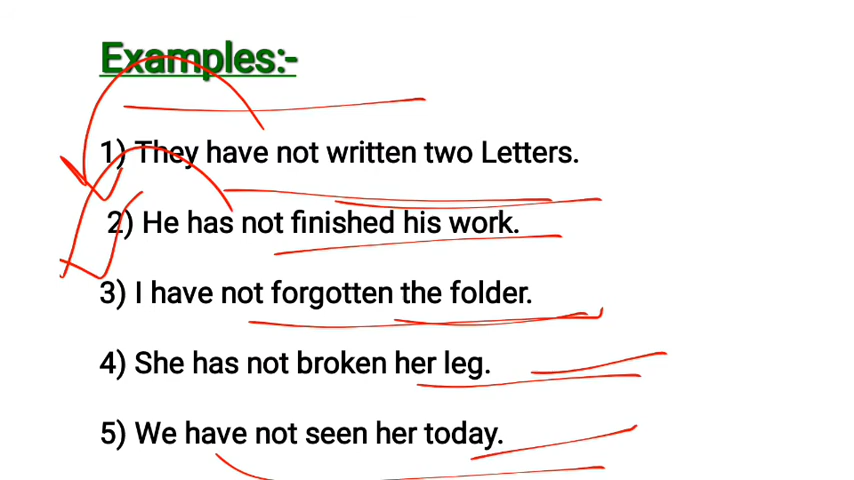 Examples:-
1) They have not written two Letters.
2) He has not finished his work.
3) I have not forgotten the folder.
4) She has not broken her leg.
5) We have not seen her today.